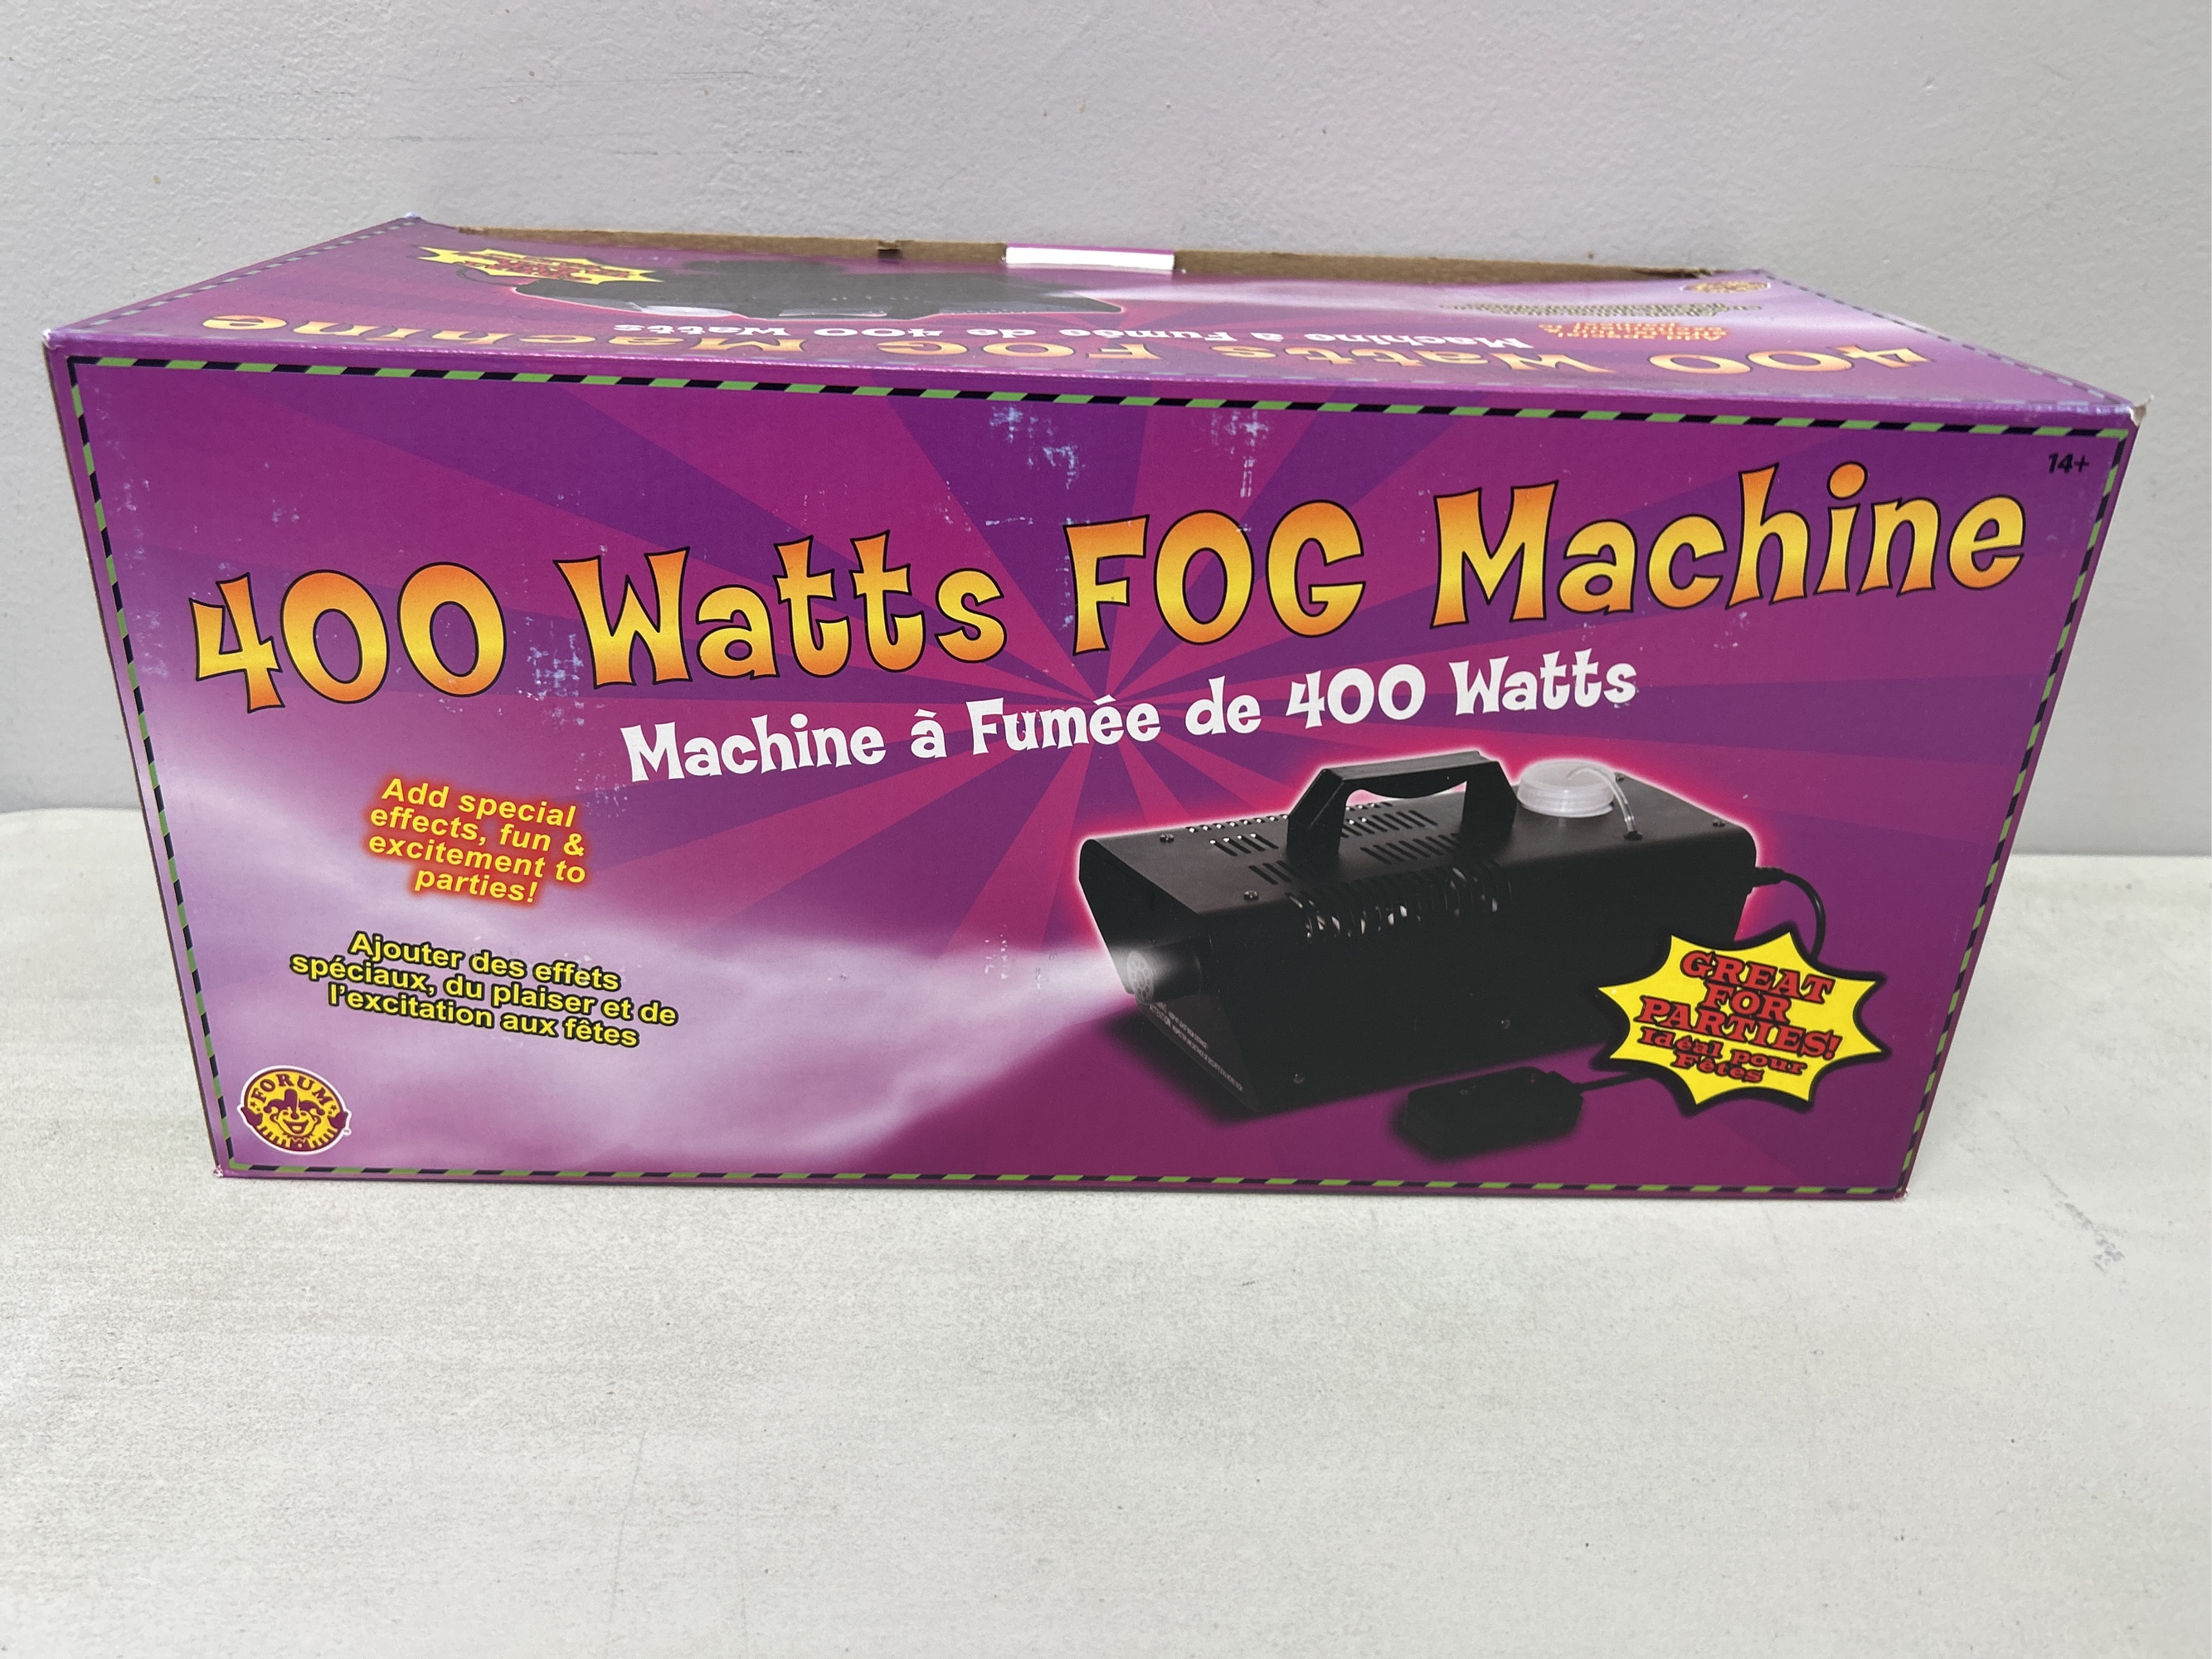 400 Watts FOG Machine
Machine à Fumée de 400 Watts
14+
400 Watts FOG Machine
Machine à Fumée de 400 Watts
Add special
effects, fun &
excitement to
parties!
Ajouter des effets
spéciaux, du plaiser et de
l'excitation aux fêtes
GREAT
FOR
PARTIES!
Idéal pour
Fêtes
FORUM